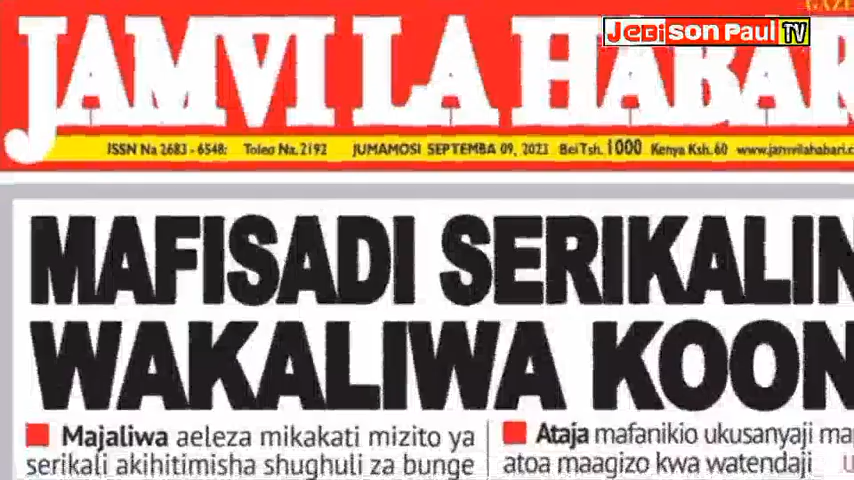 JeBison Paul TV
JAMVI LA HABAR
ISSN Na 2683 - 6548: Toleo Na. 2192 JUMAMOSI SEPTEMBA 09, 2023 Bei Tsh. 1000 Kenya Ksh. 60 www.jamvilahabari.c
MAFISADI SERIKALIN
WAKALIWA KOON
Majaliwa aeleza mikakati mizito ya
serikali akihitimisha shughuli za bunge
Ataja mafanikio ukusanyaji map
atoa maagizo kwa watendaji